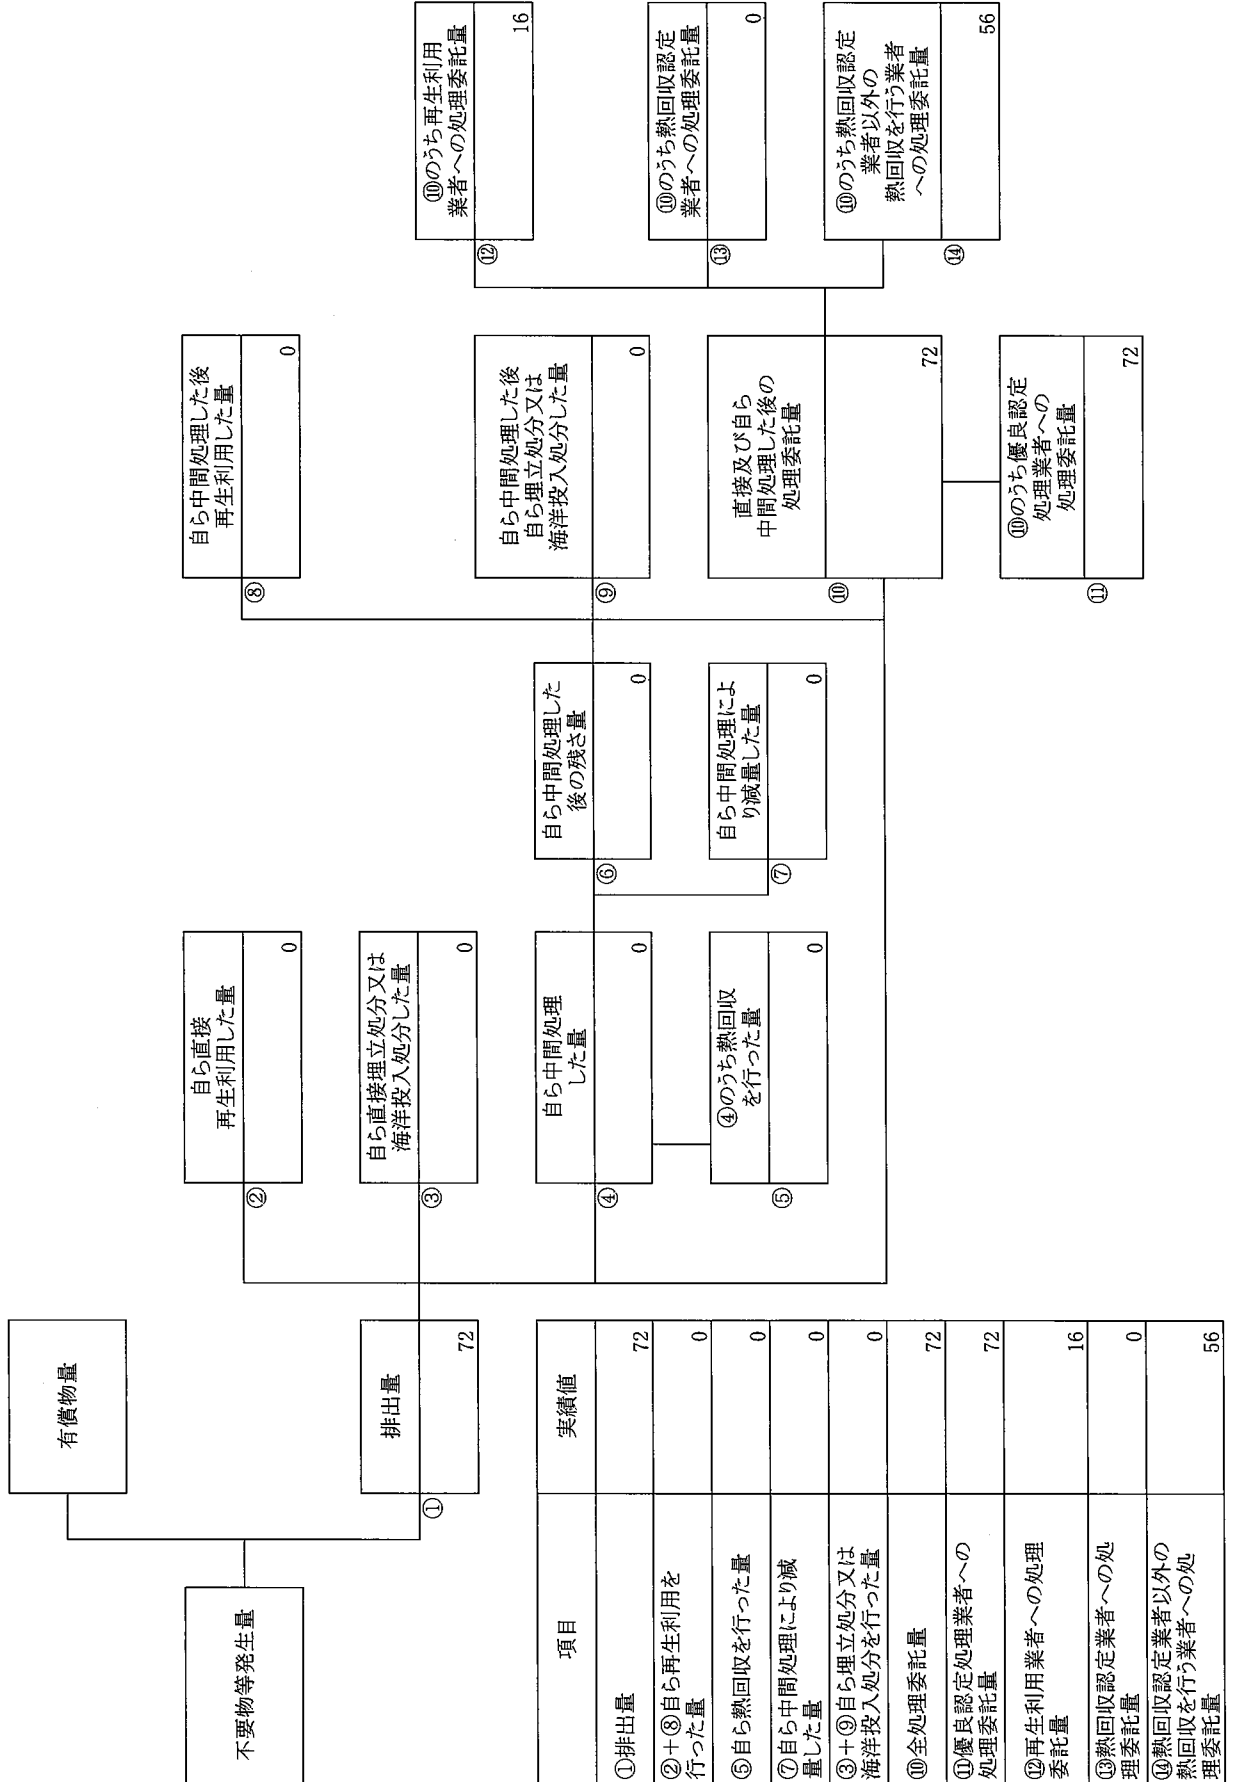 不要物等発生量
有償物量
①
排出量
72
②
自ら直接
再生利用した量
0
③
自ら直接埋立処分又は
海洋投入処分した量
0
④
自ら中間処理
した量
0
⑤
④のうち熱回収
を行った量
0
⑥
自ら中間処理した
後の残さ量
0
⑦
自ら中間処理によ
り減量した量
0
⑧
自ら中間処理した後
再生利用した量
0
⑨
自ら中間処理した後
自ら埋立処分又は
海洋投入処分した量
0
⑩
直接及び自ら
中間処理した後の
処理委託量
72
⑪
⑩のうち優良認定
処理業者への
処理委託量
72
⑫
⑩のうち再生利用
業者への処理委託量
16
⑬
⑩のうち熱回収認定
業者への処理委託量
0
⑭
⑩のうち熱回収認定
業者以外の
熱回収を行う業者
への処理委託量
56
項目 実績値
①排出量 72
②+⑧自ら再生利用を
行った量 0
⑤自ら熱回収を行った量 0
⑦自ら中間処理により減
量した量 0
③+⑨自ら埋立処分又は
海洋投入処分を行った量 0
⑩全処理委託量 72
⑪優良認定処理業者への
処理委託量 72
⑫再生利用業者への処理
委託量 16
⑬熱回収認定業者への処
理委託量 0
⑭熱回収認定業者以外の
熱回収を行う業者への処
理委託量 56